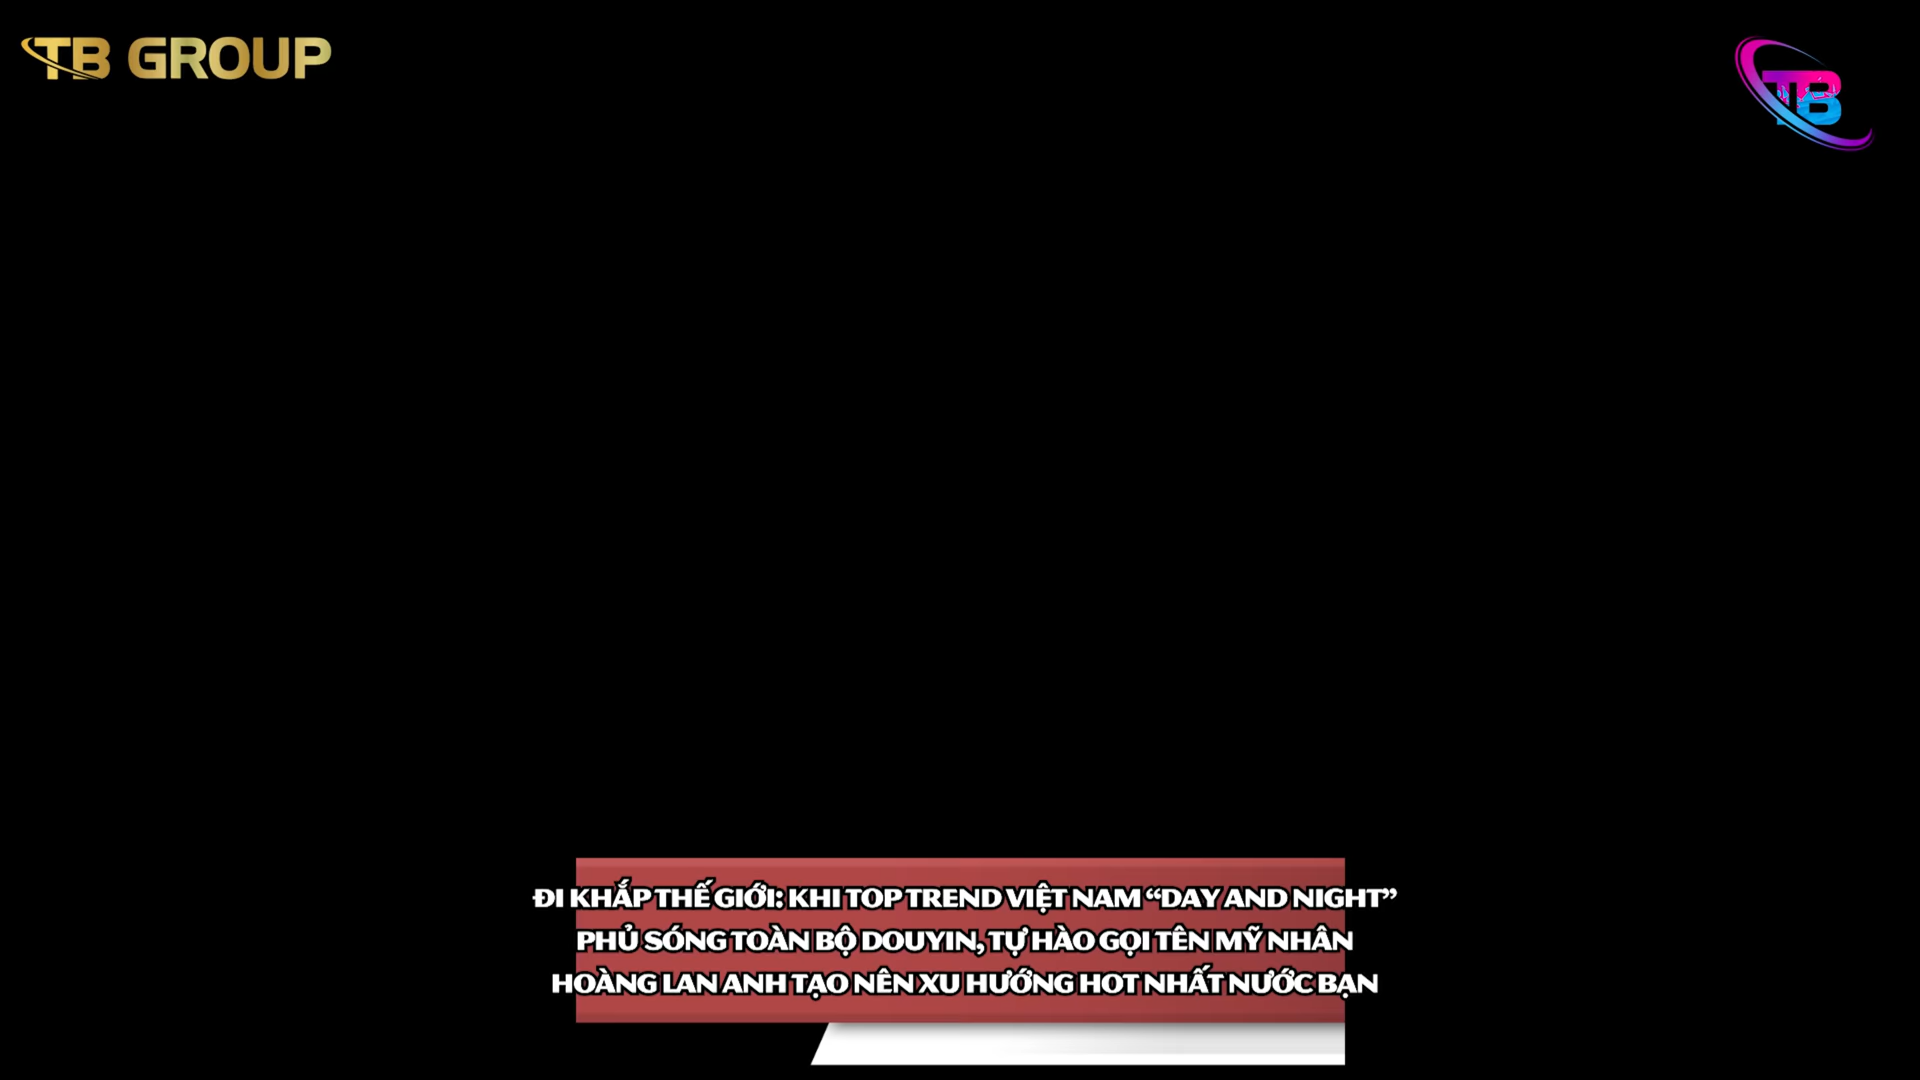 TB GROUP
TB
ĐI KHẮP THẾ GIỚI: KHI TOP TREND VIỆT NAM “DAY AND NIGHT”
PHỦ SÓNG TOÀN BỘ DOUYIN, TỰ HÀO GỌI TÊN MỸ NHÂN
HOÀNG LAN ANH TẠO NÊN XU HƯỚNG HOT NHẤT NƯỚC BẠN